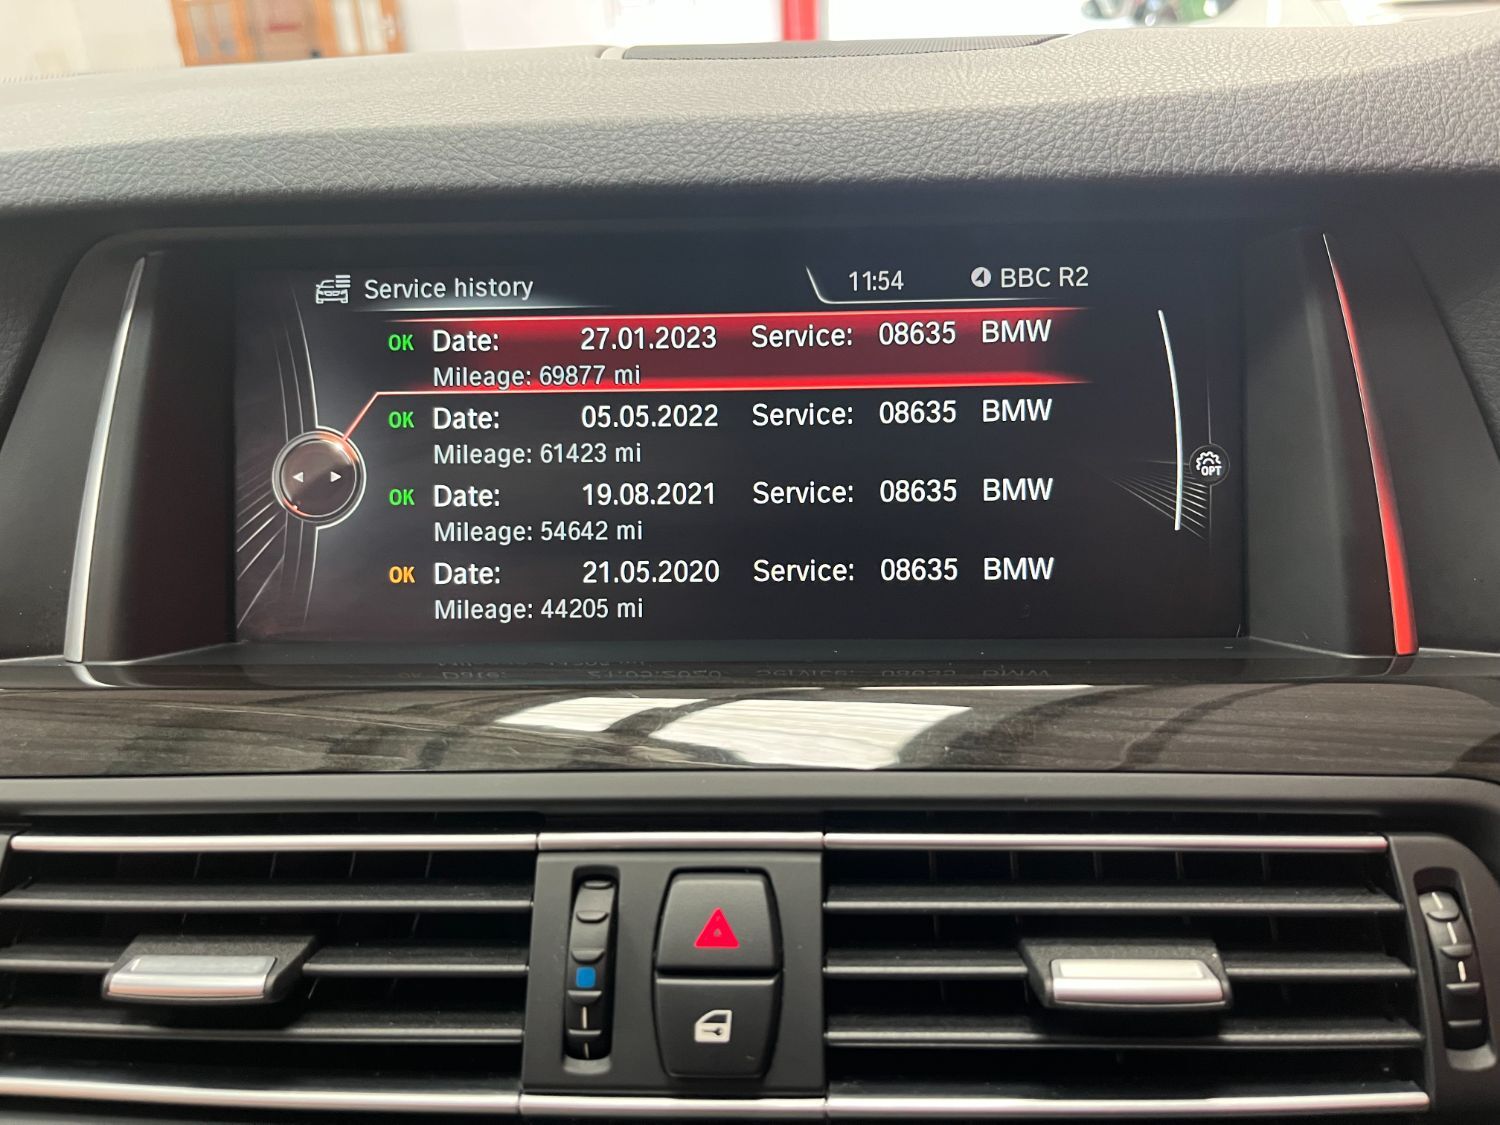 Service history 11:54 BBC R2
OK Date: 27.01.2023 Service: 08635 BMW
Mileage: 69877 mi
OK Date: 05.05.2022 Service: 08635 BMW
Mileage: 61423 mi
OK Date: 19.08.2021 Service: 08635 BMW
Mileage: 54642 mi
OK Date: 21.05.2020 Service: 08635 BMW
Mileage: 44205 mi
OPT